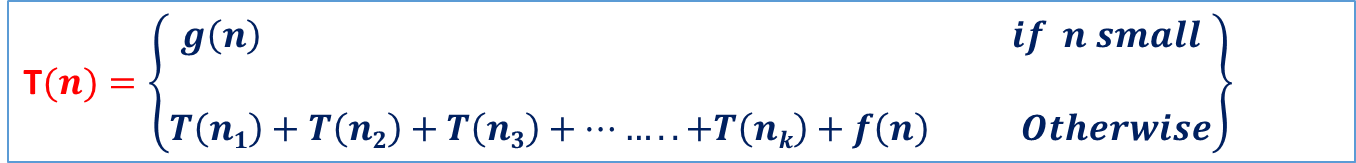 g(n) if n small
T(n) =
T(n₁) + T(n₂) + T(n₃) + ⋯ ….. +T(nₖ) + f(n) Otherwise